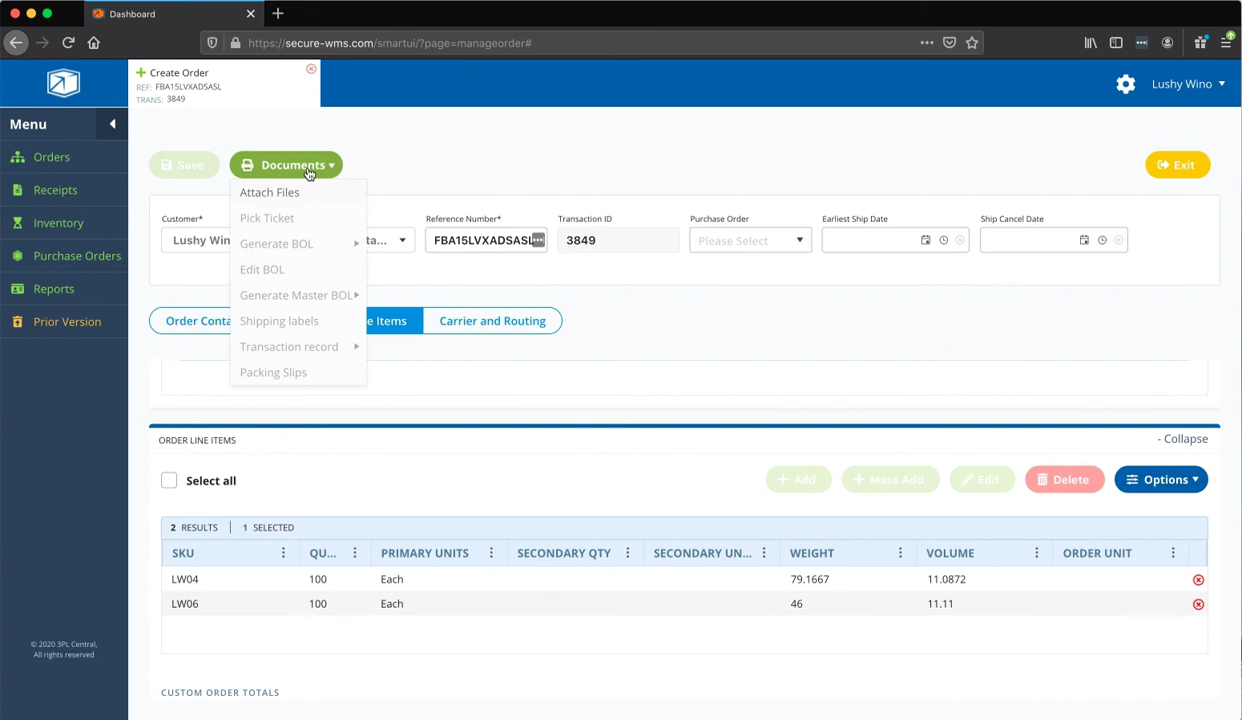 Dashboard
https://secure-wms.com/smartui/?page=manageorder#
Create Order
REF: FBA15LVXADSASL
TRANS: 3849
Lushy Wino
Menu
Orders
Receipts
Inventory
Purchase Orders
Reports
Prior Version
© 2020 3PL Central,
All rights reserved
Save
Documents
Exit
Attach Files
Pick Ticket
Generate BOL
Edit BOL
Generate Master BOL
Shipping labels
Transaction record
Packing Slips
Customer*
Lushy Win
ta...
Reference Number*
FBA15LVXADSASL
Transaction ID
3849
Purchase Order
Please Select
Earliest Ship Date
Ship Cancel Date
Order Conta
e Items
Carrier and Routing
ORDER LINE ITEMS
- Collapse
Select all
+ Add
+ Mass Add
Edit
Delete
Options
2 RESULTS | 1 SELECTED
SKU QU... PRIMARY UNITS SECONDARY QTY SECONDARY UN... WEIGHT VOLUME ORDER UNIT
LW04 100 Each 79.1667 11.0872
LW06 100 Each 46 11.11
CUSTOM ORDER TOTALS